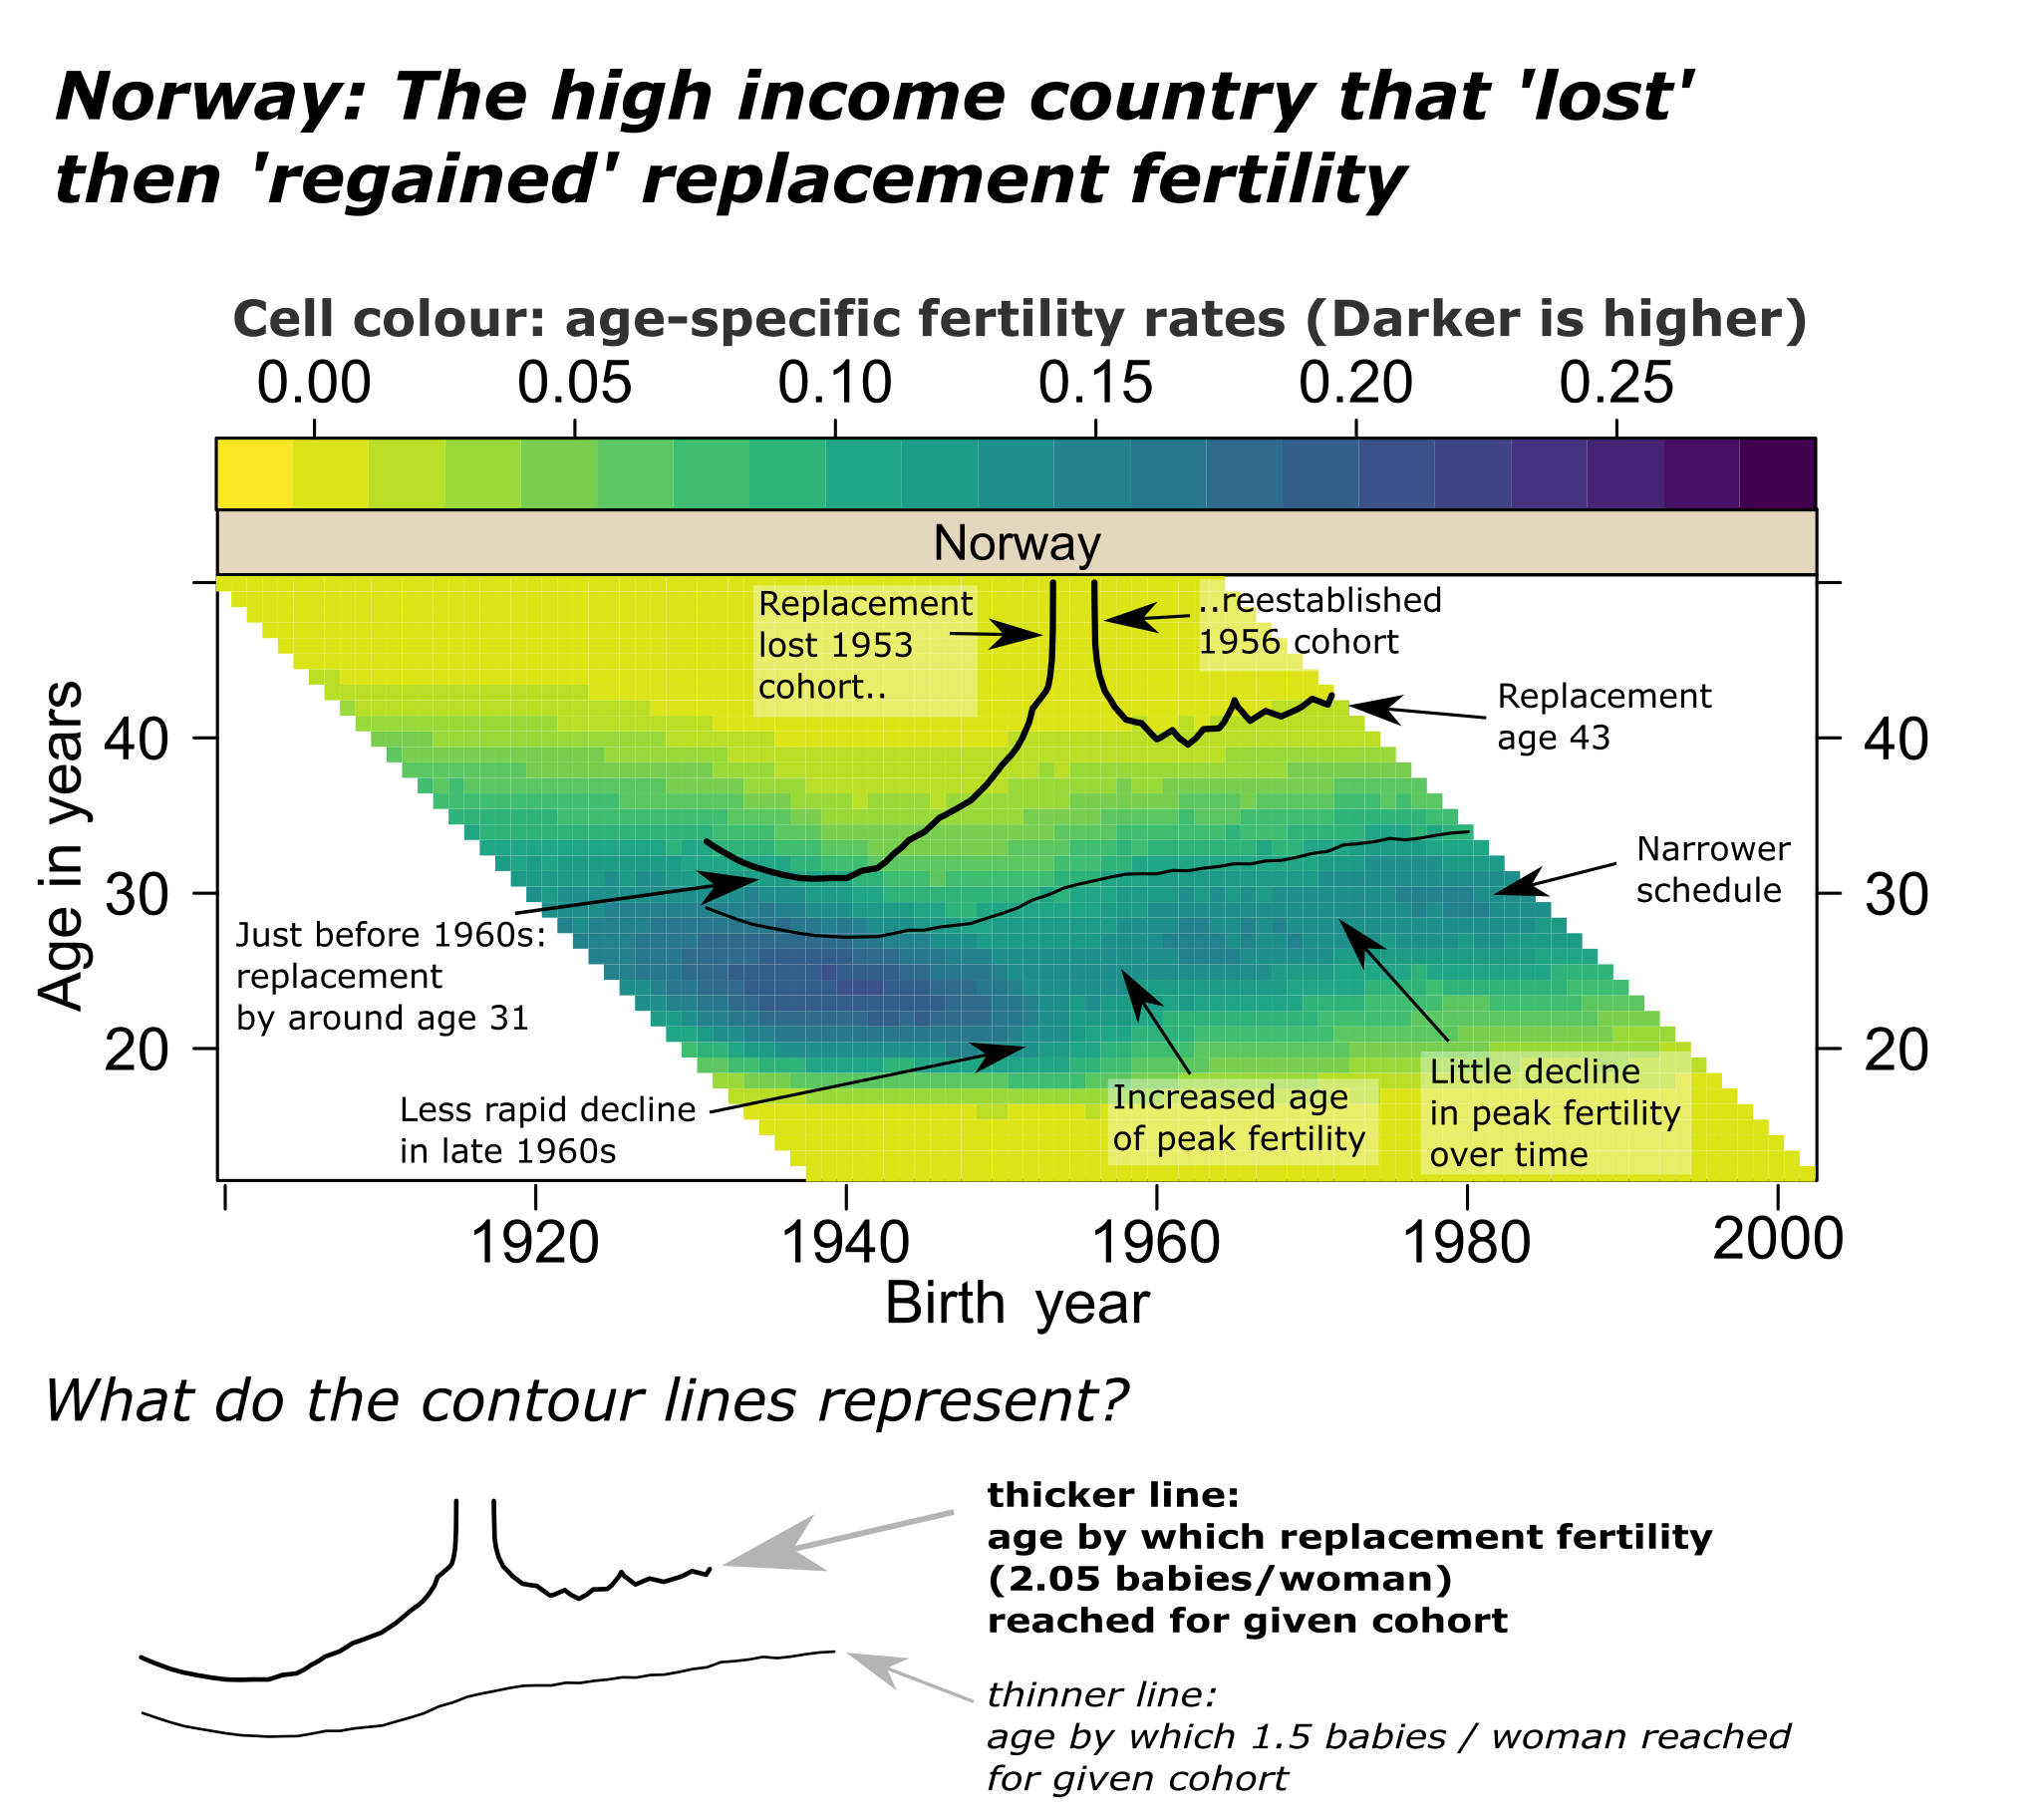 Norway: The high income country that 'lost'
then 'regained' replacement fertility
Cell colour: age-specific fertility rates (Darker is higher)
0.00 0.05 0.10 0.15 0.20 0.25
Norway
Replacement
lost 1953
cohort..
..reestablished
1956 cohort
Replacement
age 43
Narrower
schedule
Just before 1960s:
replacement
by around age 31
Less rapid decline
in late 1960s
Increased age
of peak fertility
Little decline
in peak fertility
over time
Age in years
40
30
20
40
30
20
1920 1940 1960 1980 2000
Birth year
What do the contour lines represent?
thicker line:
age by which replacement fertility
(2.05 babies/woman)
reached for given cohort
thinner line:
age by which 1.5 babies / woman reached
for given cohort